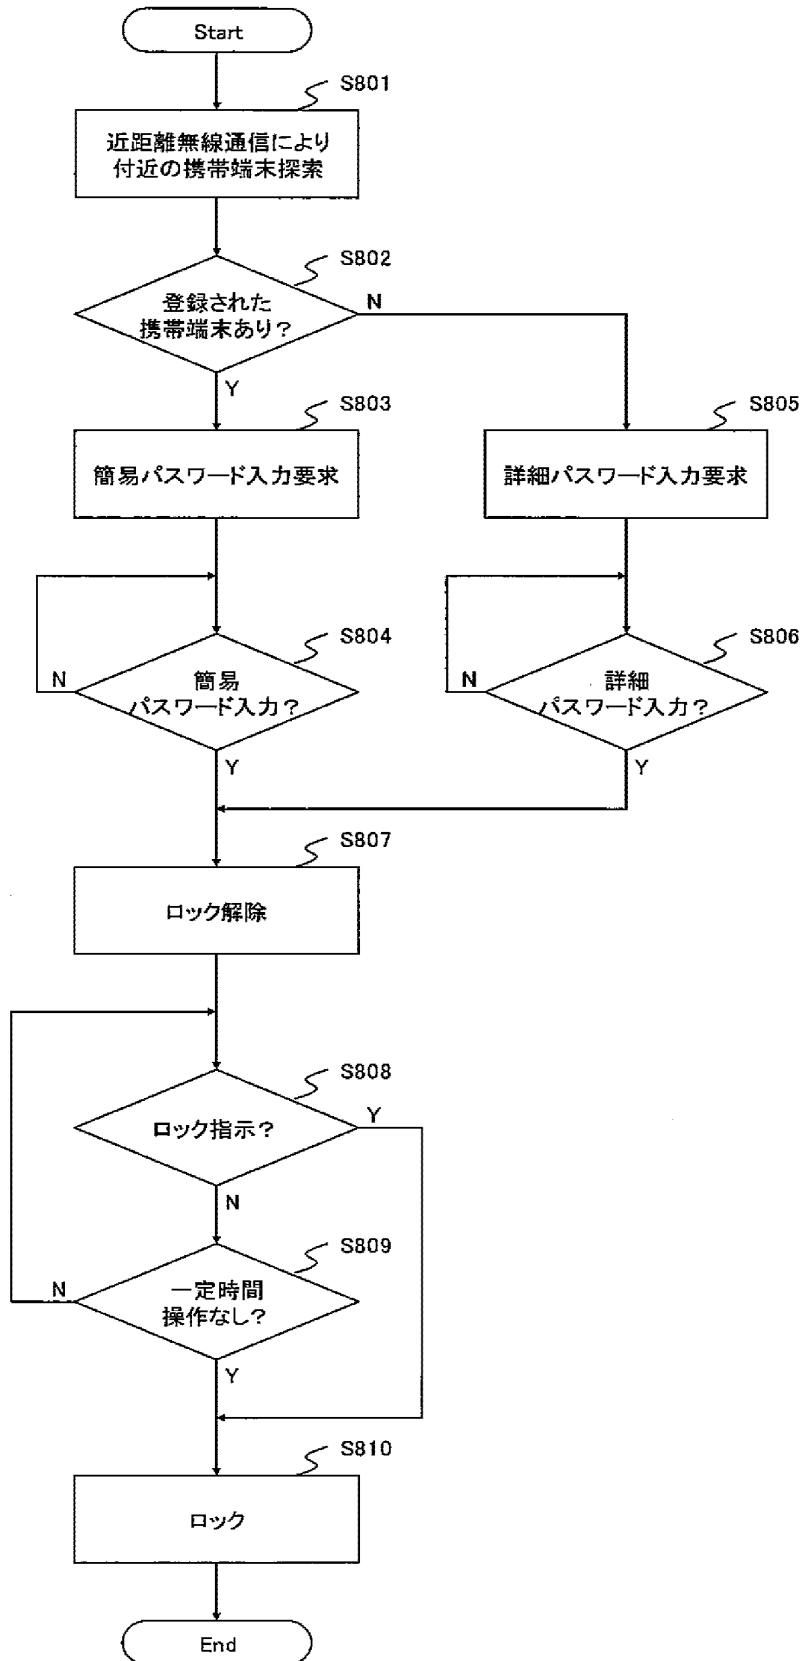 Start
S801
近距離無線通信により
付近の携帯端末探索
S802
登録された
携帯端末あり?
N
Y
S803
簡易パスワード入力要求
S805
詳細パスワード入力要求
S804
簡易
パスワード入力?
N
Y
S806
詳細
パスワード入力?
N
Y
S807
ロック解除
S808
ロック指示?
Y
N
S809
一定時間
操作なし?
N
Y
S810
ロック
End